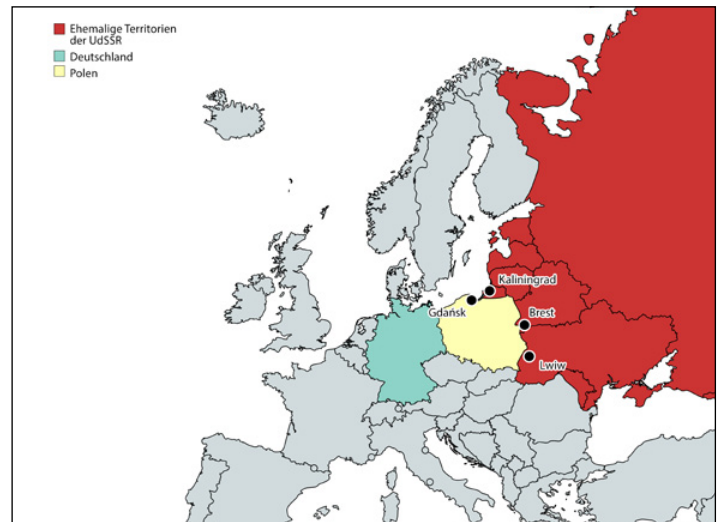 Ehemalige Territorien
der UdSSR
Deutschland
Polen
Kaliningrad
Gdańsk
Brest
Lwiw